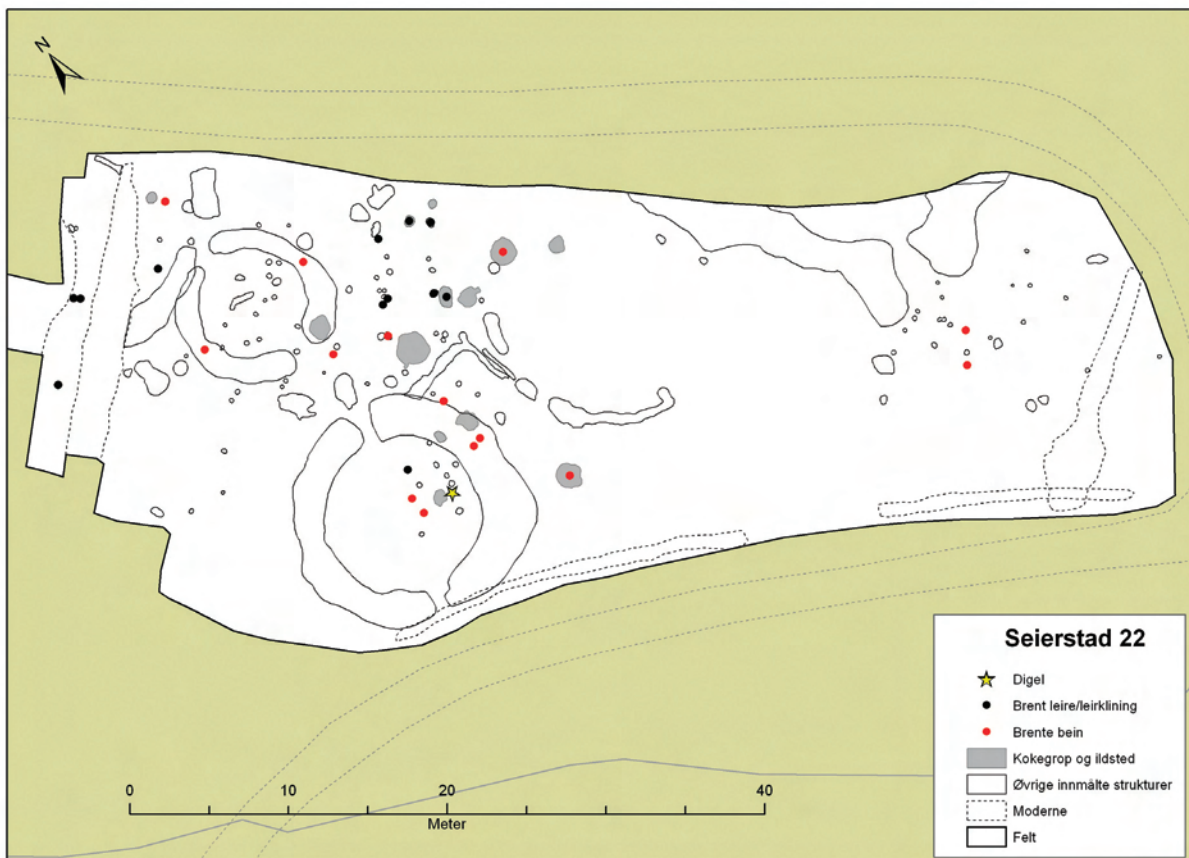 N
Seierstad 22
Digel
Brent leire/leirklining
Brente bein
Kokegrop og ildsted
Øvrige innmålte strukturer
Moderne
Felt
0 10 20 40
Meter